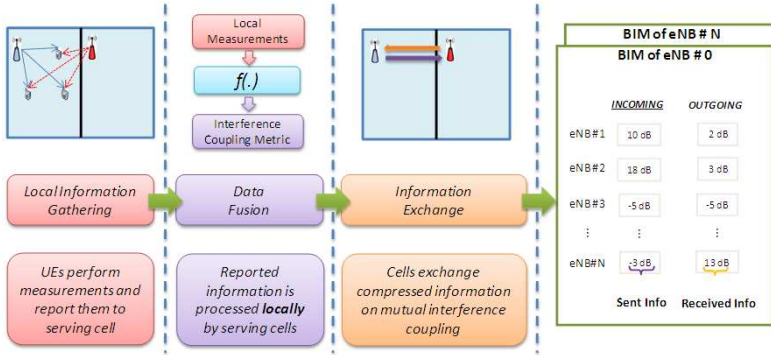 Local
Measurements
f(.)
Interference
Coupling Metric
Local Information
Gathering
Data
Fusion
Information
Exchange
UEs perform
measurements and
report them to
serving cell
Reported
information is
processed locally
by serving cells
Cells exchange
compressed information
on mutual interference
coupling
BIM of eNB # N
BIM of eNB # 0
INCOMING OUTGOING
eNB#1 10 dB 2 dB
eNB#2 18 dB 3 dB
eNB#3 -5 dB -5 dB
⋮ ⋮ ⋮
eNB#N -3 dB 13 dB
Sent Info Received Info